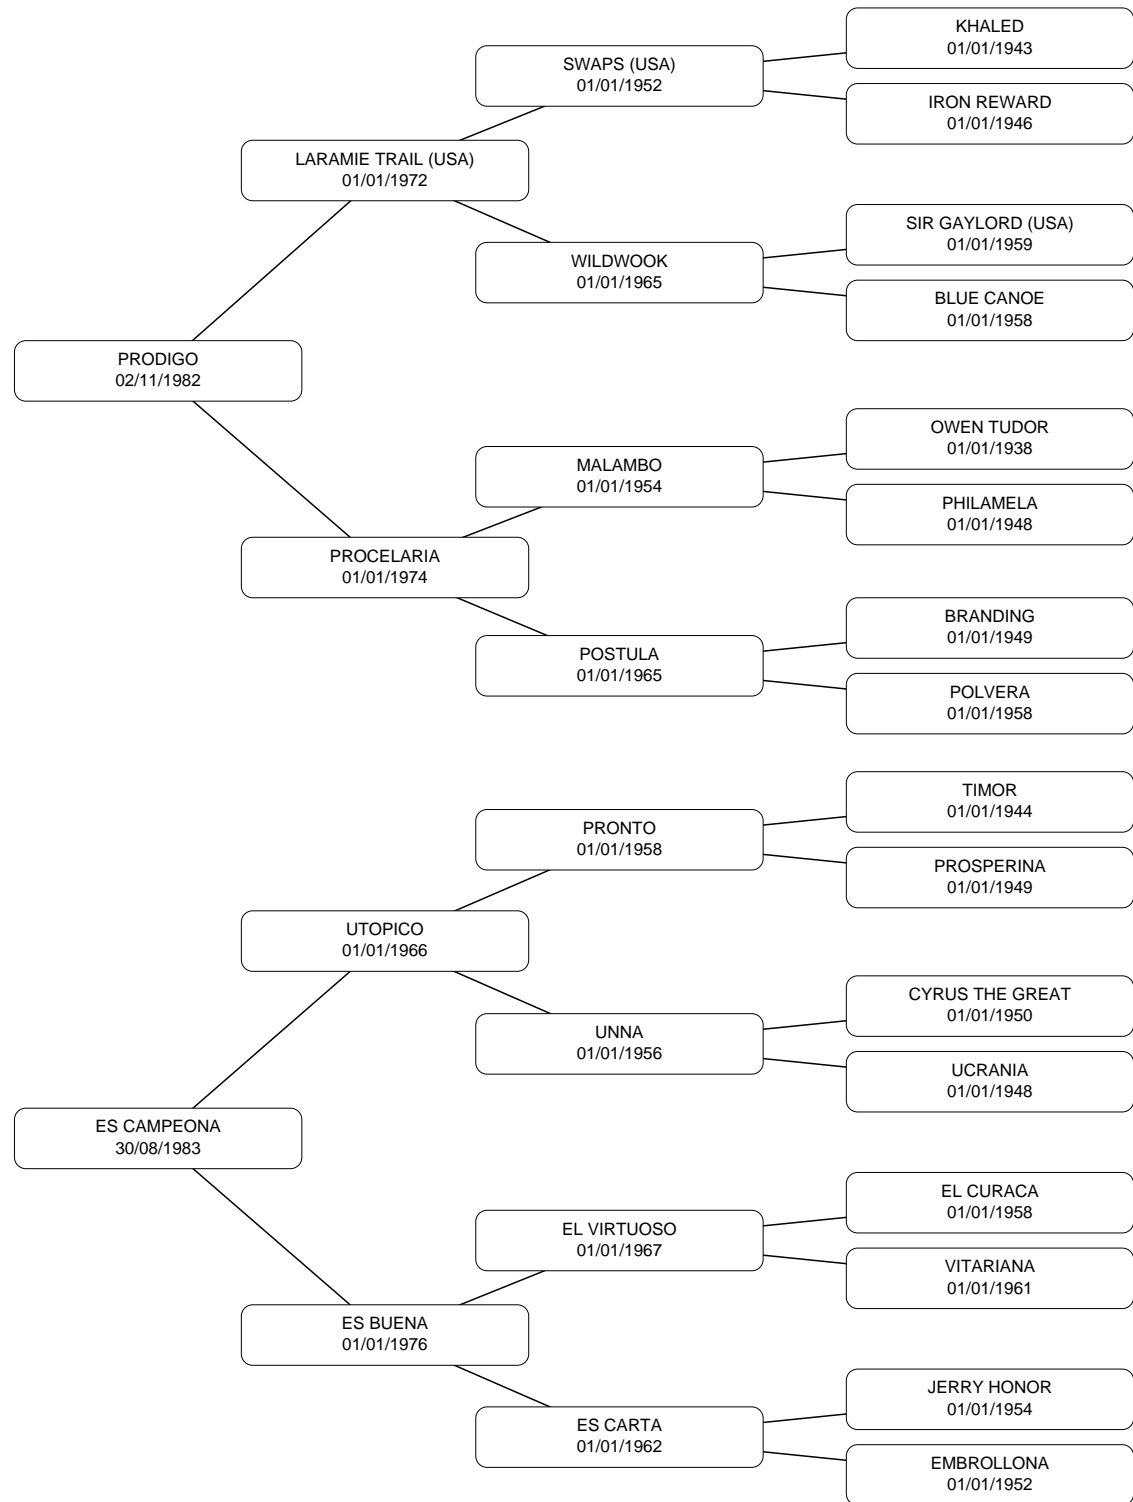 KHALED
01/01/1943
SWAPS (USA)
01/01/1952
IRON REWARD
01/01/1946
LARAMIE TRAIL (USA)
01/01/1972
SIR GAYLORD (USA)
01/01/1959
WILDWOOK
01/01/1965
BLUE CANOE
01/01/1958
PRODIGO
02/11/1982
OWEN TUDOR
01/01/1938
MALAMBO
01/01/1954
PHILAMELA
01/01/1948
PROCELARIA
01/01/1974
BRANDING
01/01/1949
POSTULA
01/01/1965
POLVERA
01/01/1958
TIMOR
01/01/1944
PRONTO
01/01/1958
PROSPERINA
01/01/1949
UTOPICO
01/01/1966
CYRUS THE GREAT
01/01/1950
UNNA
01/01/1956
UCRANIA
01/01/1948
ES CAMPEONA
30/08/1983
EL CURACA
01/01/1958
EL VIRTUOSO
01/01/1967
VITARIANA
01/01/1961
ES BUENA
01/01/1976
JERRY HONOR
01/01/1954
ES CARTA
01/01/1962
EMBROLLONA
01/01/1952